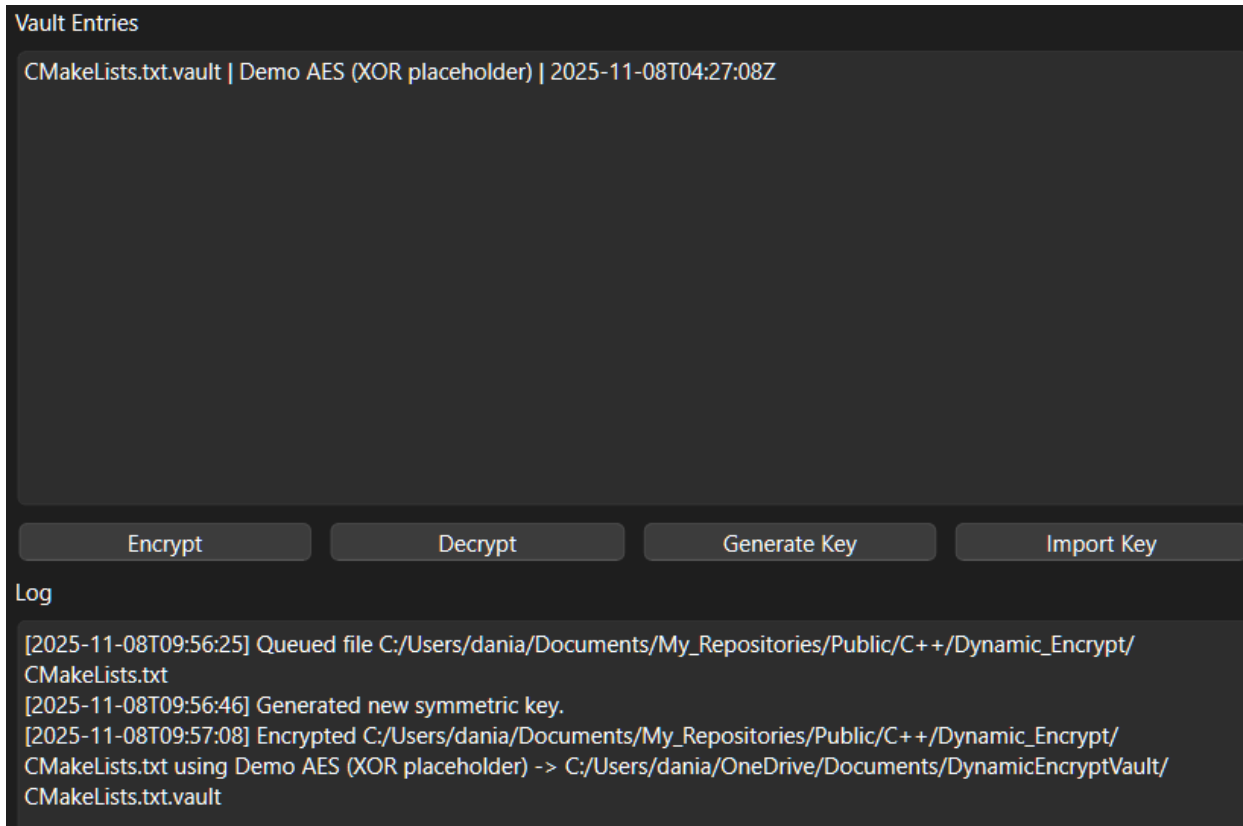 Vault Entries
CMakeLists.txt.vault | Demo AES (XOR placeholder) | 2025-11-08T04:27:08Z
Encrypt Decrypt Generate Key Import Key
Log
[2025-11-08T09:56:25] Queued file C:/Users/dania/Documents/My_Repositories/Public/C++/Dynamic_Encrypt/
CMakeLists.txt
[2025-11-08T09:56:46] Generated new symmetric key.
[2025-11-08T09:57:08] Encrypted C:/Users/dania/Documents/My_Repositories/Public/C++/Dynamic_Encrypt/
CMakeLists.txt using Demo AES (XOR placeholder) -> C:/Users/dania/OneDrive/Documents/DynamicEncryptVault/
CMakeLists.txt.vault